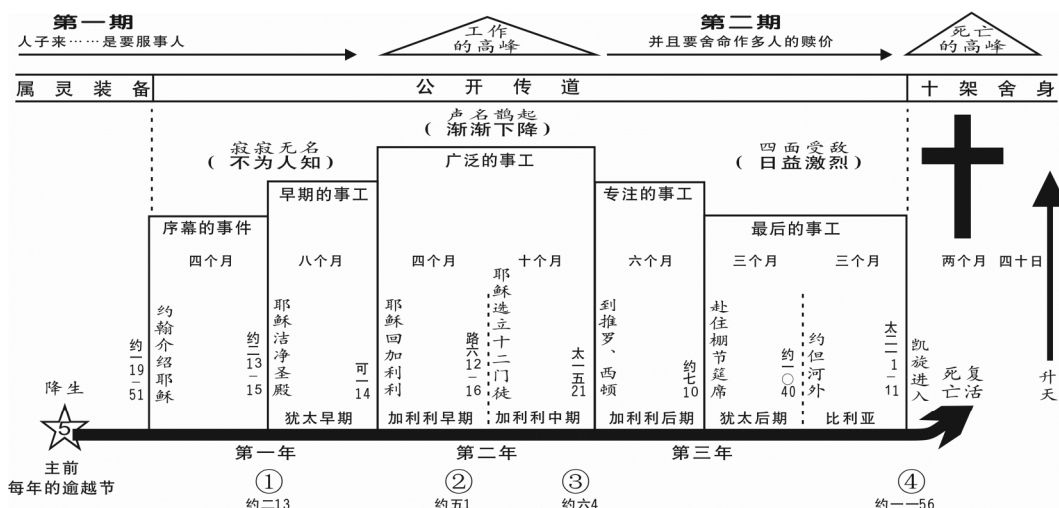 第一期
人子来……是要服事人
工作
的高峰
第二期
并且要舍命作多人的赎价
死亡
的高峰
属灵装备
公开传道
十架舍身
声名鹊起
(渐渐下降)
寂寂无名
(不为人知)
四面受敌
(日益激烈)
广泛的事工
早期的事工
专注的事工
序幕的事件
最后的事工
四个月
八个月
四个月
十个月
六个月
三个月
三个月
两个月
四十日
约一19-51
约翰介绍耶稣
约二13-15
耶稣洁净圣殿
可一14
耶稣回加利利
路六12-16
耶稣选立十二门徒
太一五21
到推罗、西顿
约七10
赴住棚节筵席
约一〇40
约但河外
太二一1-11
凯旋进入
死亡
复活
升天
降生
5
犹太早期
加利利早期
加利利中期
加利利后期
犹太后期
比利亚
主前
每年的逾越节
第一年
第二年
第三年
①
约二13
②
约五1
③
约六4
④
约一一56